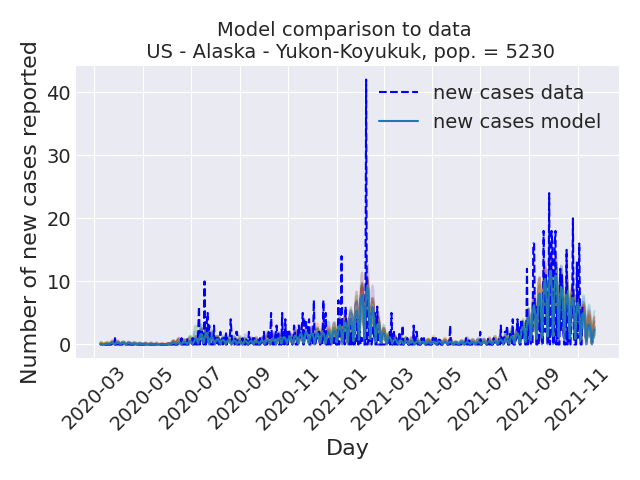 Model comparison to data
US - Alaska - Yukon-Koyukuk, pop. = 5230
Number of new cases reported
40
30
20
10
0
new cases data
new cases model
2020-03
2020-05
2020-07
2020-09
2020-11
2021-01
2021-03
2021-05
2021-07
2021-09
2021-11
Day